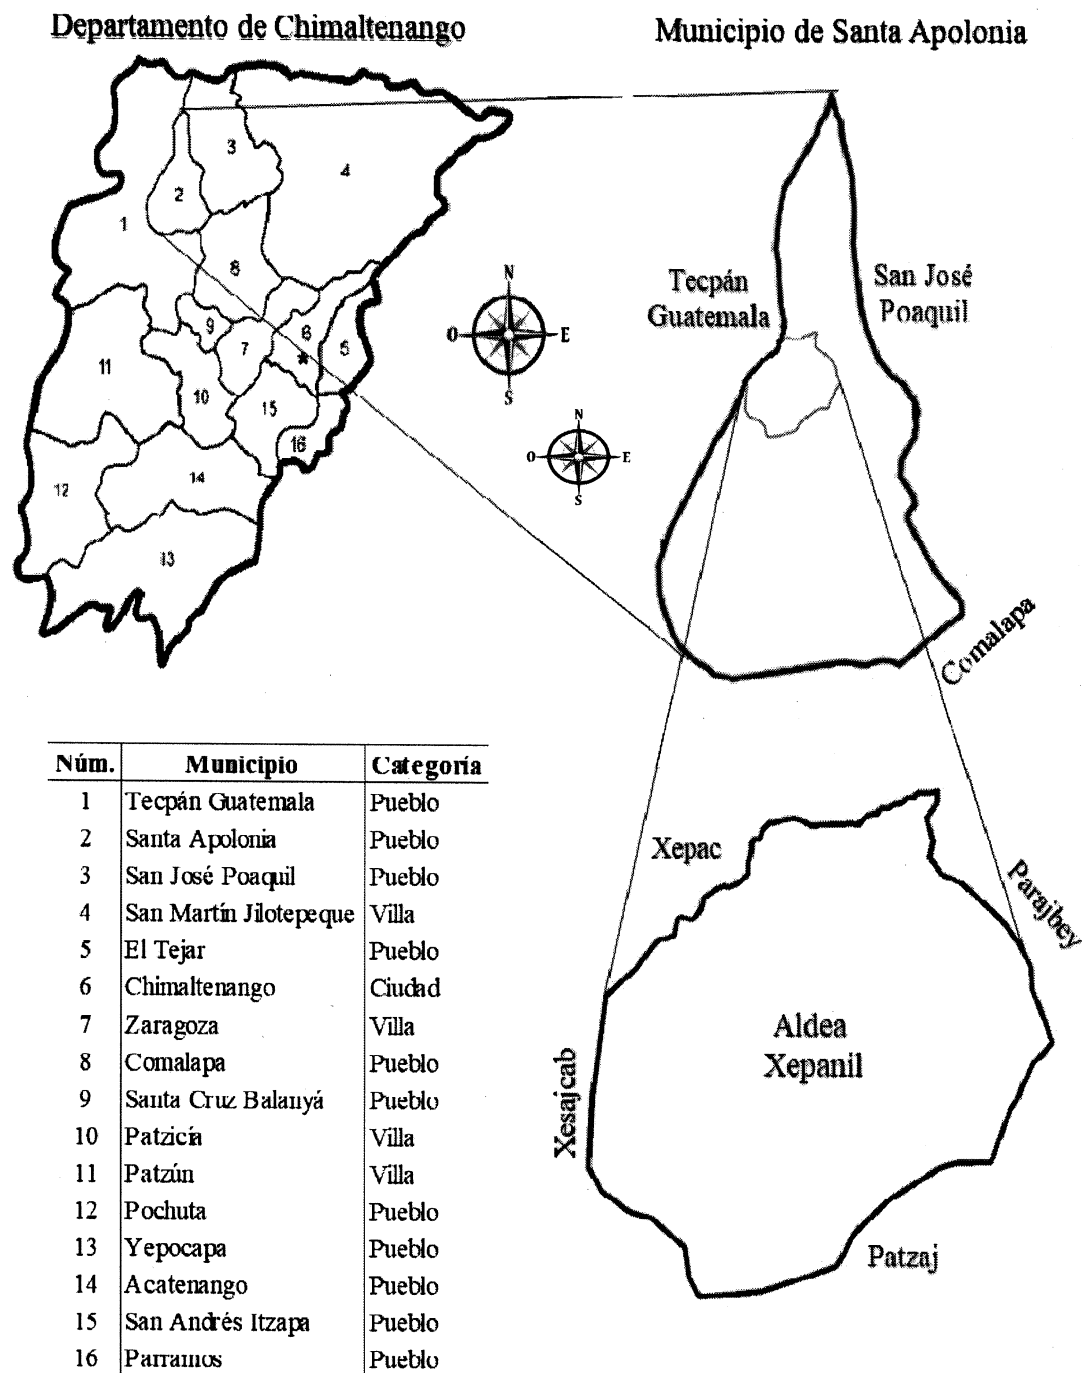 Departamento de Chimaltenango
Municipio de Santa Apolonia
1
2
3
4
8
9
7
6
*
5
11
10
15
16
12
14
13
N
O
E
S
N
O
E
S
Tecpán
Guatemala
San José
Poaquil
Comalapa
Núm. Municipio Categoría
1 Tecpán Guatemala Pueblo
2 Santa Apolonia Pueblo
3 San José Poaquil Pueblo
4 San Martín Jilotepeque Villa
5 El Tejar Pueblo
6 Chimaltenango Ciudad
7 Zaragoza Villa
8 Comalapa Pueblo
9 Santa Cruz Balanyá Pueblo
10 Patzicía Villa
11 Patzún Villa
12 Pochuta Pueblo
13 Yepocapa Pueblo
14 Acatenango Pueblo
15 San Andrés Itzapa Pueblo
16 Parramos Pueblo
Xepac
Parajbey
Aldea
Xepanil
Xesajcab
Patzaj